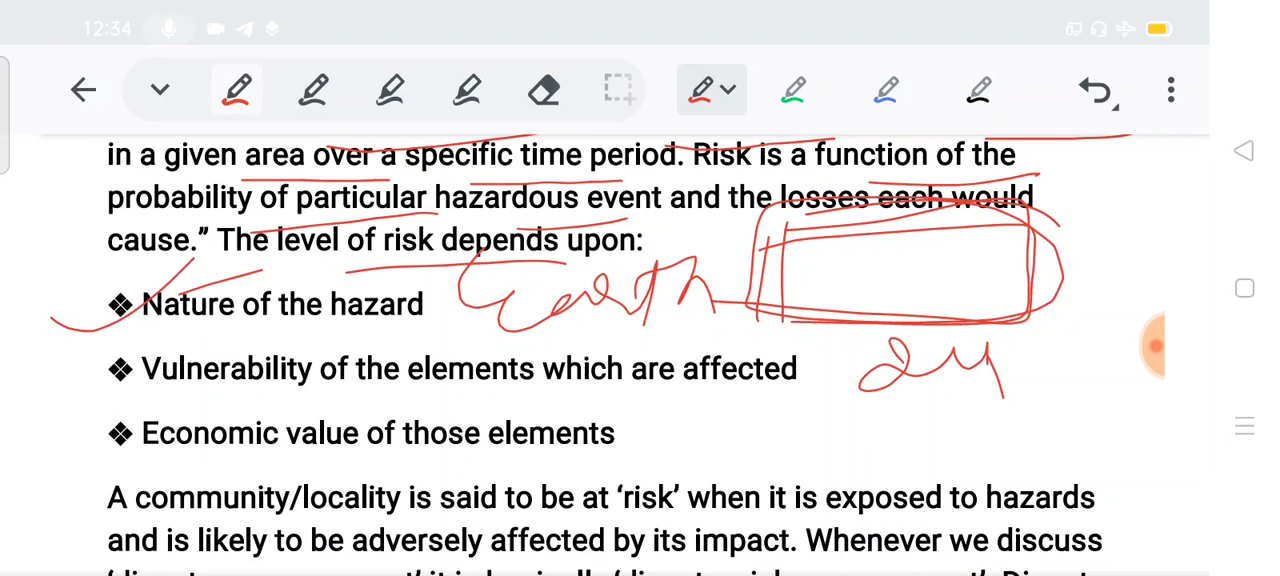 12:34
in a given area over a specific time period. Risk is a function of the
probability of particular hazardous event and the losses each would
cause.” The level of risk depends upon:
❖ Nature of the hazard
Earth
❖ Vulnerability of the elements which are affected
❖ Economic value of those elements
A community/locality is said to be at ‘risk’ when it is exposed to hazards
and is likely to be adversely affected by its impact. Whenever we discuss